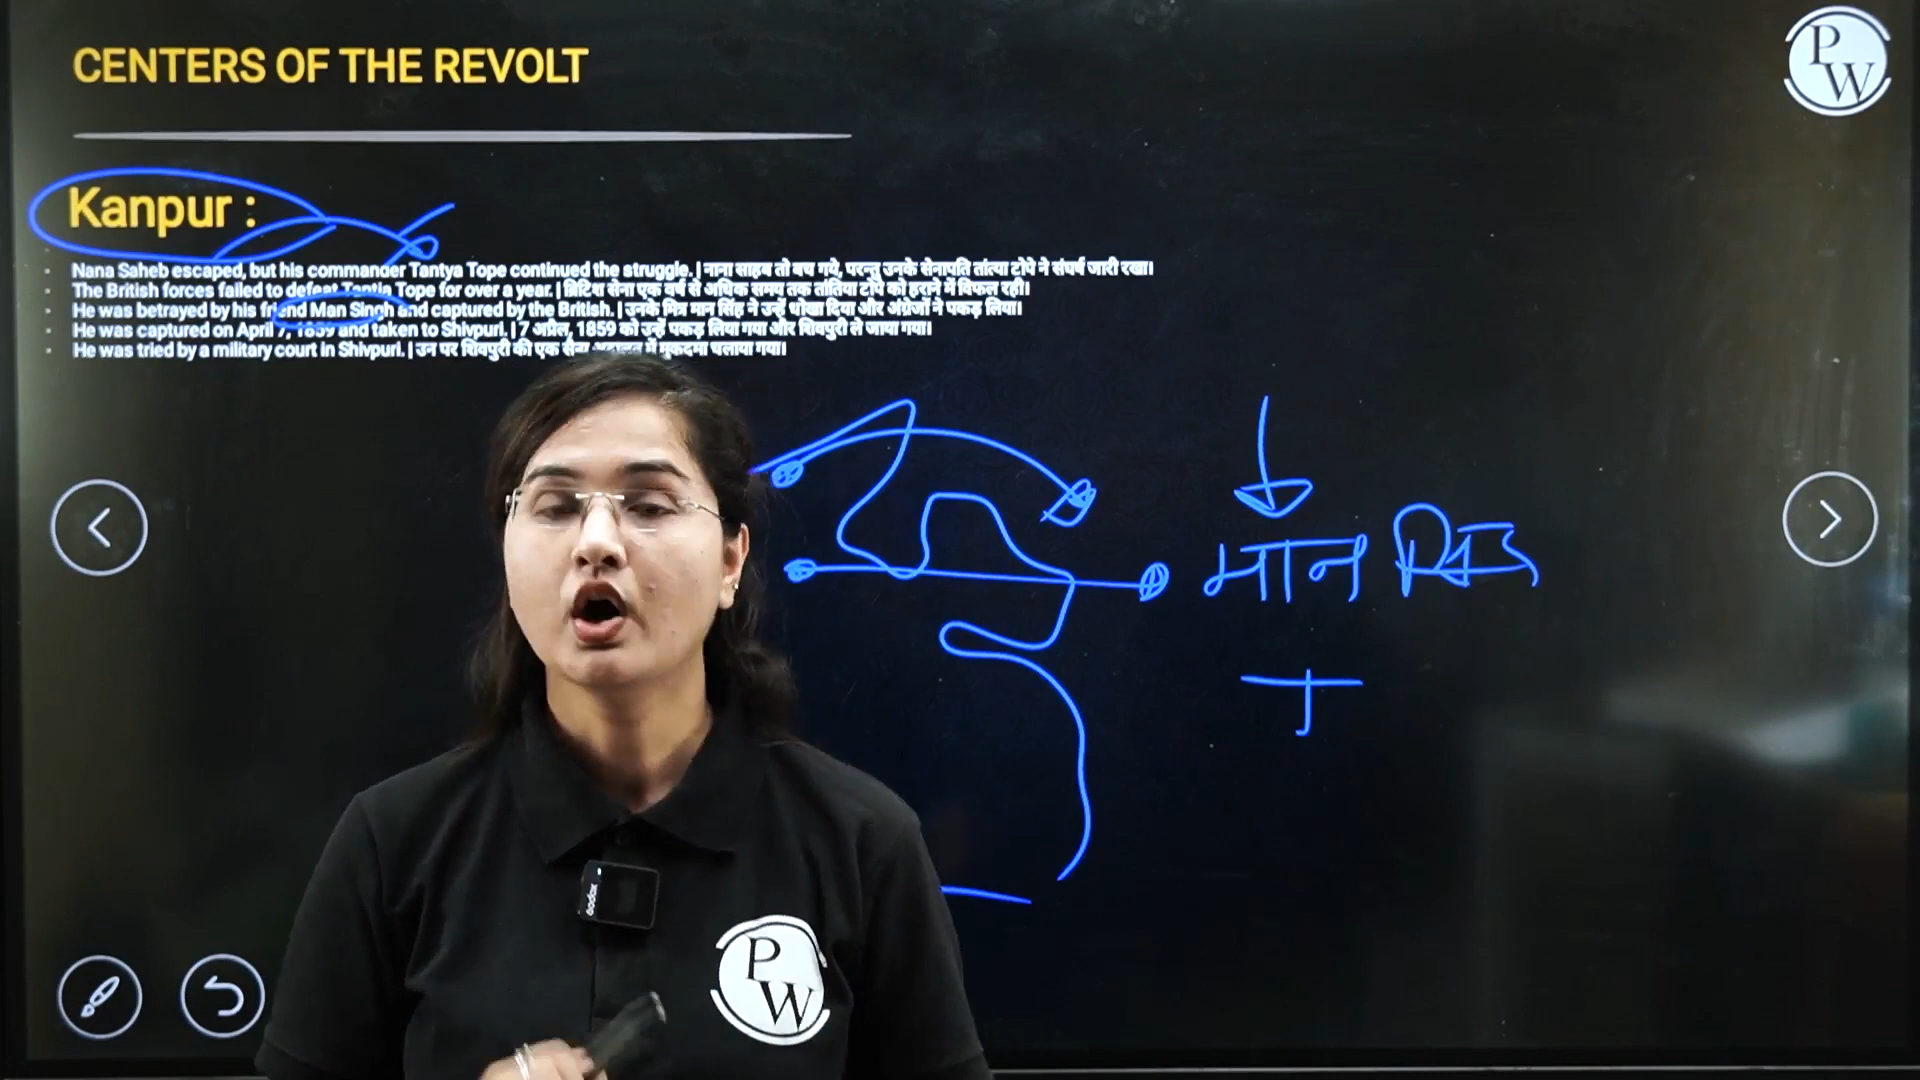 CENTERS OF THE REVOLT
PW
Kanpur :
Nana Saheb escaped, but his commander Tantya Tope continued the struggle. | नाना साहब तो बच गये, परन्तु उनके सेनापति तांत्या टोपे ने संघर्ष जारी रखा।
The British forces failed to defeat Tantia Tope for over a year. | ब्रिटिश सेना एक वर्ष से अधिक समय तक तांतिया टोपे को हराने में विफल रही।
He was betrayed by his friend Man Singh and captured by the British. | उनके मित्र मान सिंह ने उन्हें धोखा दिया और अंग्रेजों ने पकड़ लिया।
He was captured on April 7, 1859 and taken to Shivpuri. | 7 अप्रैल, 1859 को उन्हें पकड़ लिया गया और शिवपुरी ले जाया गया।
He was tried by a military court in Shivpuri. | उन पर शिवपुरी की एक सैन्य अदालत में मुकदमा चलाया गया।
मान
Godox
PW